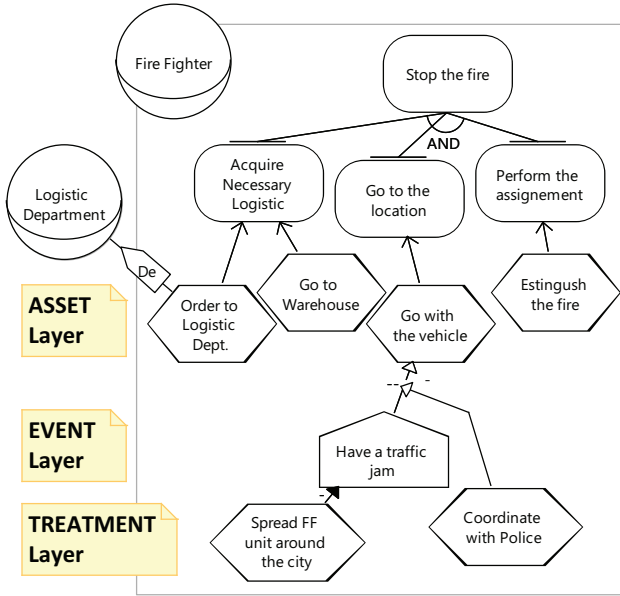 Fire Fighter
Stop the fire
AND
Acquire
Necessary
Logistic
Go to the
location
Perform the
assignement
Logistic
Department
De
Order to
Logistic
Dept.
Go to
Warehouse
Go with
the vehicle
Estingush
the fire
ASSET
Layer
--
-
EVENT
Layer
Have a traffic
jam
-
TREATMENT
Layer
Spread FF
unit around
the city
Coordinate
with Police